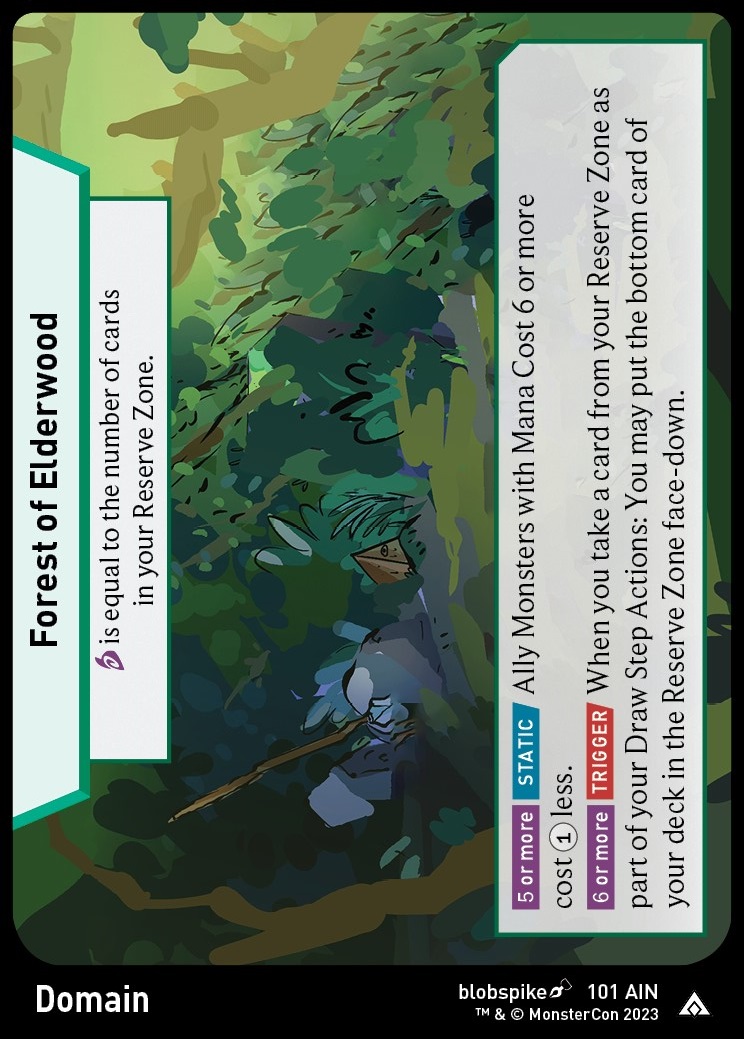 Forest of Elderwood
is equal to the number of cards
in your Reserve Zone.
5 or more STATIC Ally Monsters with Mana Cost 6 or more
cost 1 less.
6 or more TRIGGER When you take a card from your Reserve Zone as
part of your Draw Step Actions: You may put the bottom card of
your deck in the Reserve Zone face-down.
Domain
blobspike 101 AIN
™ & © MonsterCon 2023